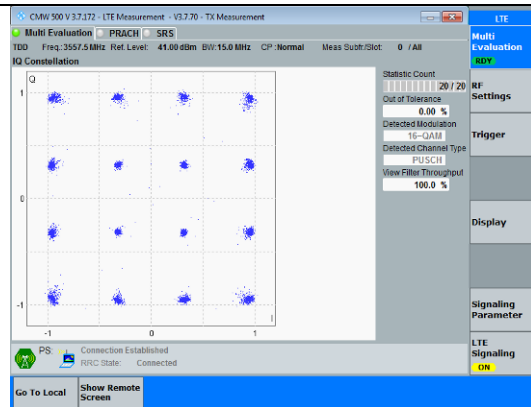 CMW 500 V 3.7.172 - LTE Measurement - V3.7.70 - TX Measurement
LTE
Multi Evaluation PRACH SRS
TDD Freq.:3557.5 MHz Ref. Level: 41.00 dBm BW:15.0 MHz CP :Normal Meas Subfr./Slot: 0 / All
IQ Constellation
Multi
Evaluation
RDY
RF
Settings
Trigger
Display
Signaling
Parameter
LTE
Signaling
ON
Statistic Count
20 / 20
Out of Tolerance
0.00 %
Detected Modulation
16-QAM
Detected Channel Type
PUSCH
View Filter Throughput
100.0 %
Q
1
0
-1
I
-1 0 1
PS: Connection Established
RRC State: Connected
Go To Local
Show Remote
Screen